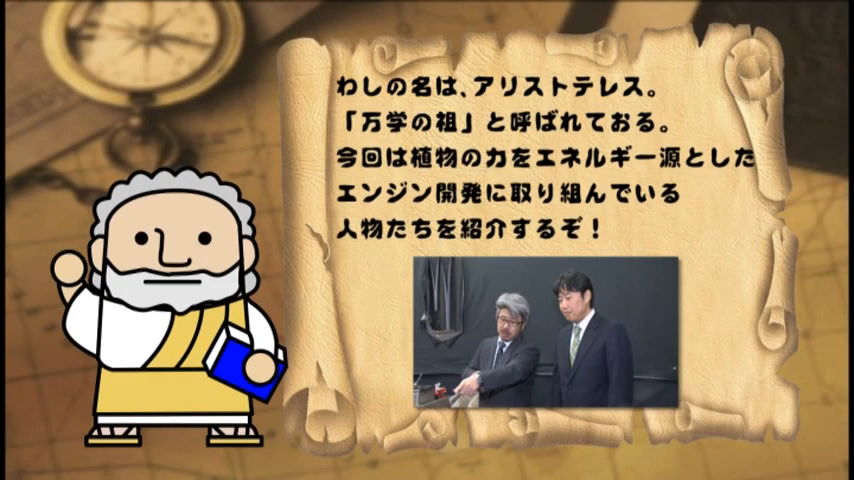 わしの名は､アリストテレス。
「万学の祖」と呼ばれておる。
今回は植物の力をエネルギー源とした
エンジン開発に取り組んでいる
人物たちを紹介するぞ！